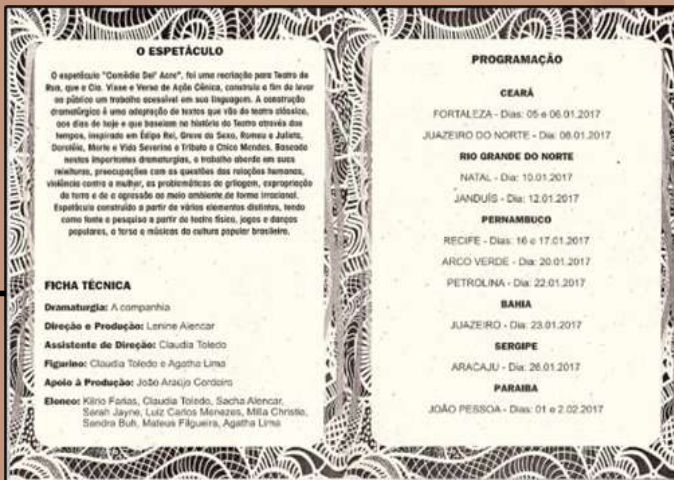 O ESPETÁCULO
O espetáculo "Comédia Del' Acre", foi uma recriação para Teatro de
Rua, que a Cia. Visse e Verso de Ação Cênica, construiu a fim de levar
ao público um trabalho acessível em sua linguagem. A construção
dramatúrgica é uma adaptação de textos que vão do teatro clássico,
aos dias de hoje e que baseiam na história do Teatro através dos
tempos, inspirado em Édipo Rei, Greve do Sexo, Romeu e Julieta,
Dorotéia, Morte e Vida Severina e Tributo a Chico Mendes. Baseado
nestas importantes dramaturgias, o trabalho aborda em suas
releituras, preocupações com as questões das relações humanas,
violência contra a mulher, as problemáticas de grilagem, expropriação
da terra e de a agressão ao meio ambiente de forma irracional.
Espetáculo construído a partir de vários elementos distintos, tendo
como fonte a pesquisa a partir do teatro físico, jogos e danças
populares, a farsa e músicas da cultura popular brasileira.
FICHA TÉCNICA
Dramaturgia: A companhia
Direção e Produção: Lenine Alencar
Assistente de Direção: Claudia Toledo
Figurino: Claudia Toledo e Agatha Lima
Apoio à Produção: João Araújo Cordeiro
Elenco: Farias, Claudia Toledo, Sacha Alencar,
Sarah Jayne, Luiz Carlos Menezes, Milla Christie,
Sandra Buh, Mateus Filgueira, Agatha Lima
PROGRAMAÇÃO
CEARÁ
FORTALEZA - Dias: 05 e 06.01.2017
JUAZEIRO DO NORTE - Dia: 08.01.2017
RIO GRANDE DO NORTE
NATAL - Dia: 10.01.2017
JANDUÍS - Dia: 12.01.2017
PERNAMBUCO
RECIFE - Dias: 16 e 17.01.2017
ARCO VERDE - Dia: 20.01.2017
PETROLINA - Dia: 22.01.2017
BAHIA
JUAZEIRO - Dia: 23.01.2017
SERGIPE
ARACAJU - Dia: 26.01.2017
PARAIBA
JOÃO PESSOA - Dias: 01 e 2.02.2017